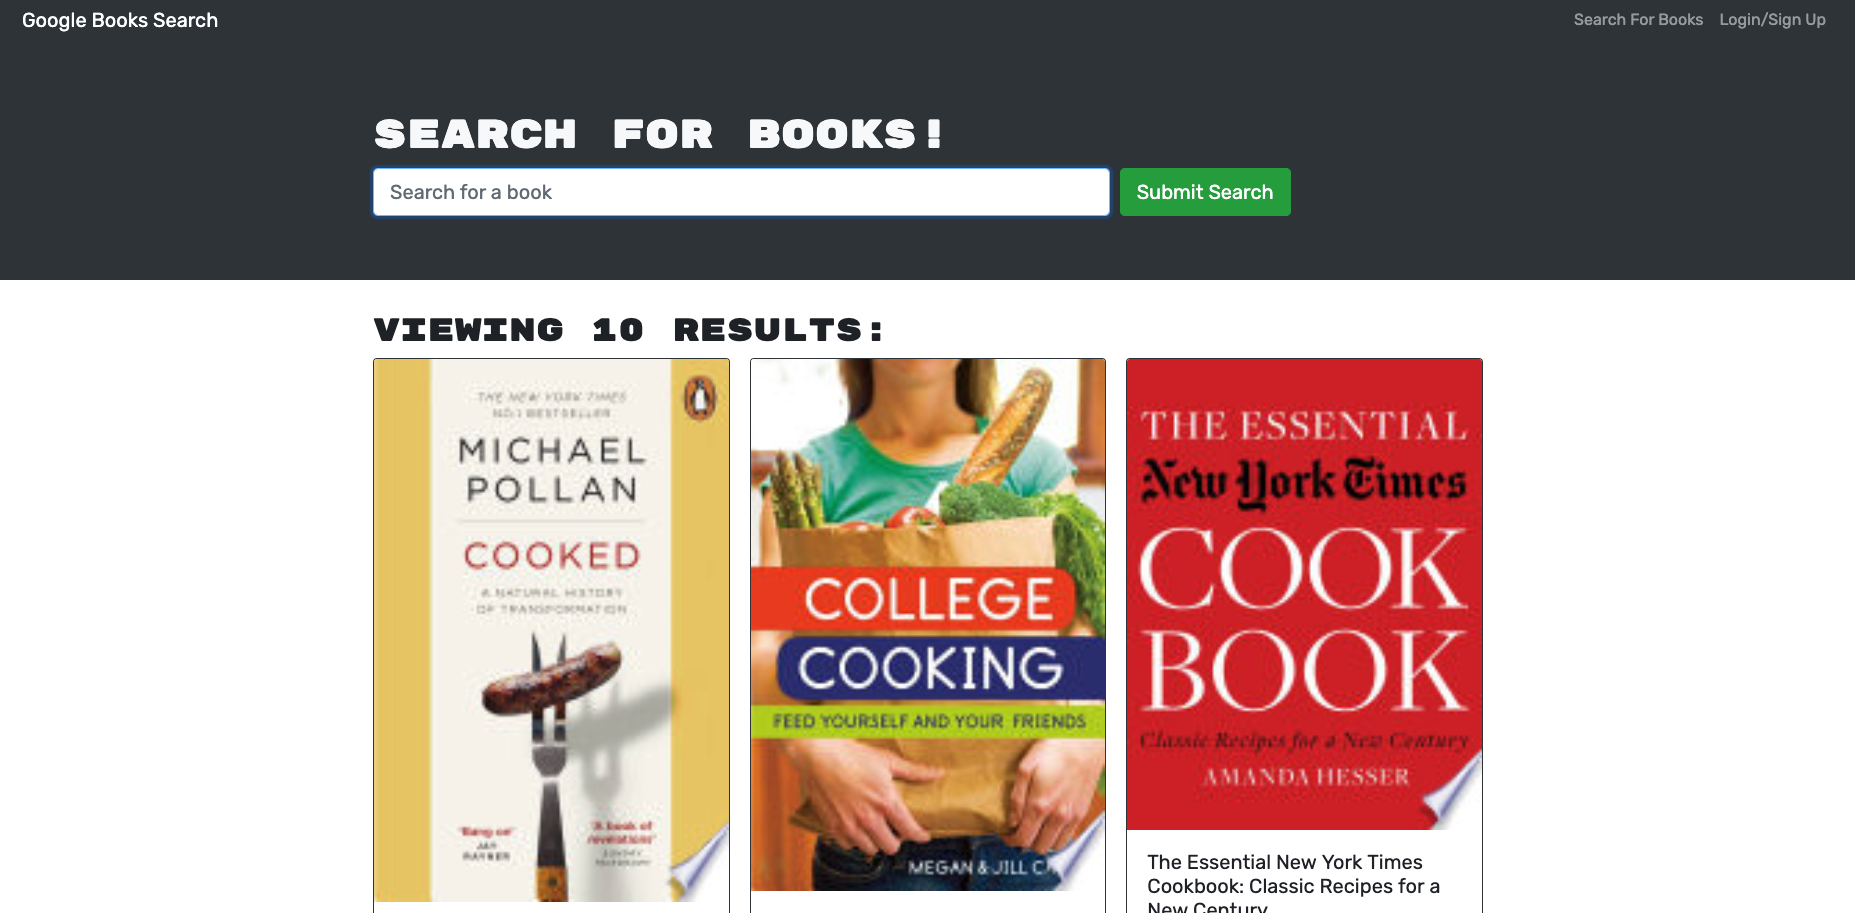 Google Books Search
Search For Books
Login/Sign Up
SEARCH FOR BOOKS!
Search for a book
Submit Search
VIEWING 10 RESULTS:
THE NEW YORK TIMES
NO.1 BESTSELLER
MICHAEL
POLLAN
COOKED
A NATURAL HISTORY
OF TRANSFORMATION
'Bang on'
JAY
RAYNER
'A book of
revelations'
COLLEGE
COOKING
FEED YOURSELF AND YOUR FRIENDS
MEGAN & JILL
THE ESSENTIAL
New York Times
COOK
BOOK
Classic Recipes for a New Century
AMANDA HESSER
The Essential New York Times
Cookbook: Classic Recipes for a
New Century